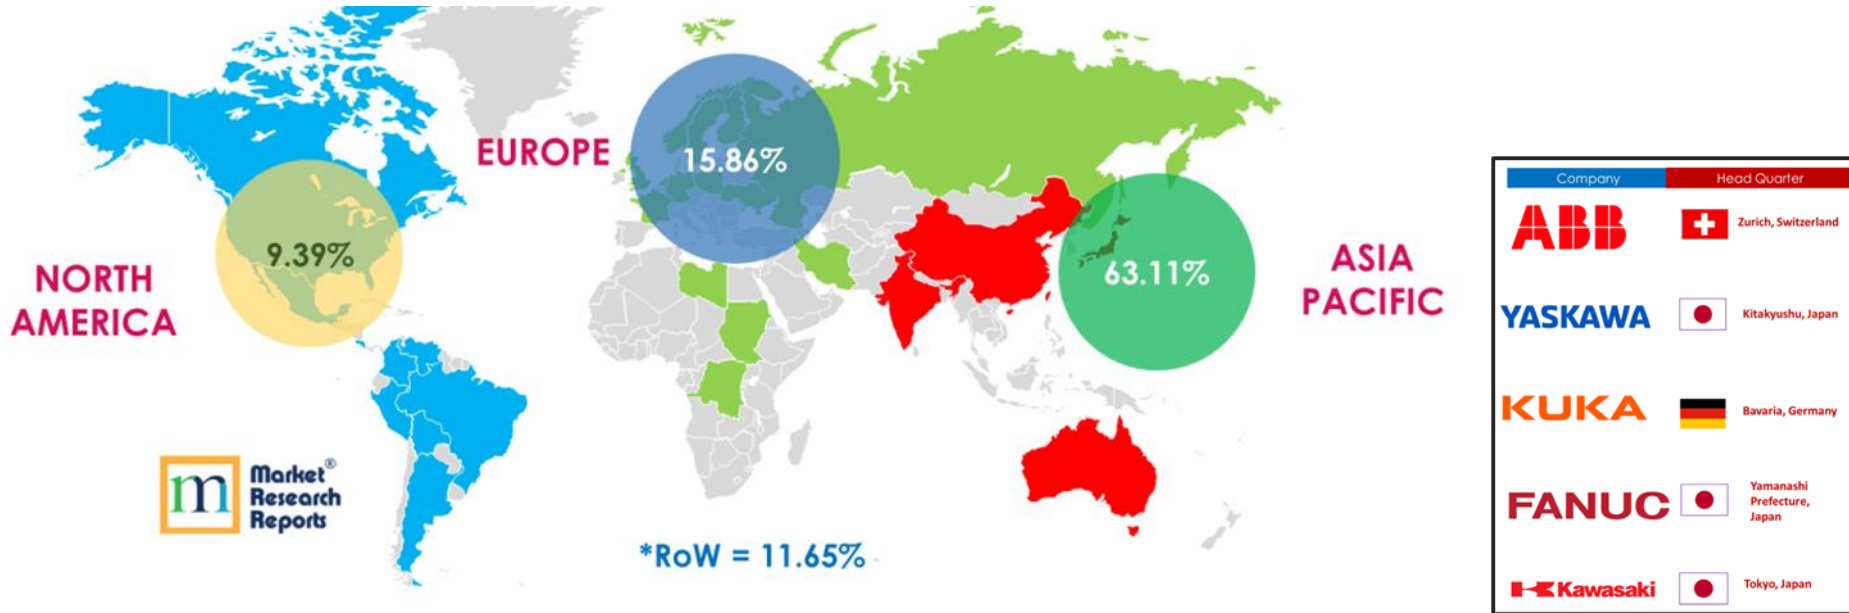 EUROPE
15.86%
9.39%
NORTH
AMERICA
63.11%
ASIA
PACIFIC
m
Market®
Research
Reports
*RoW = 11.65%
Company Head Quarter
ABB Zurich, Switzerland
YASKAWA Kitakyushu, Japan
KUKA Bavaria, Germany
FANUC
Yamanashi
Prefecture,
Japan
Kawasaki Tokyo, Japan